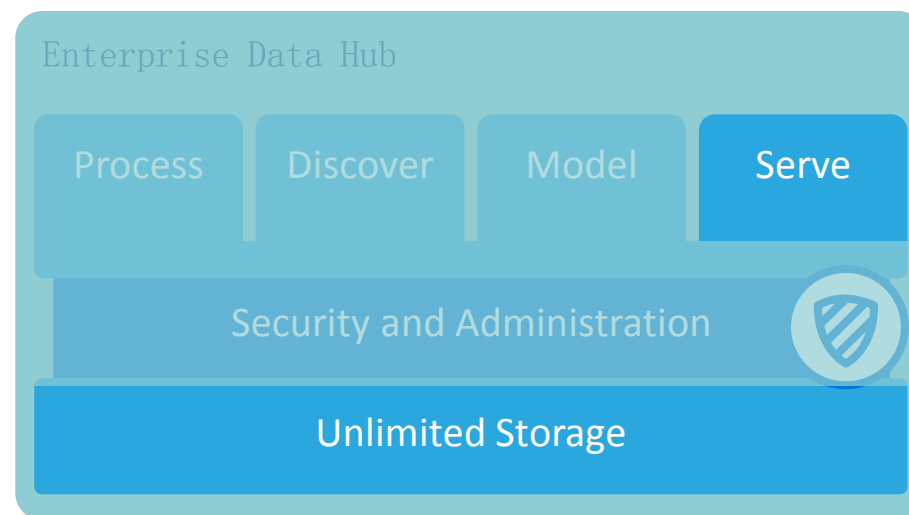 Enterprise Data Hub
Process Discover Model Serve
Security and Administration
Unlimited Storage